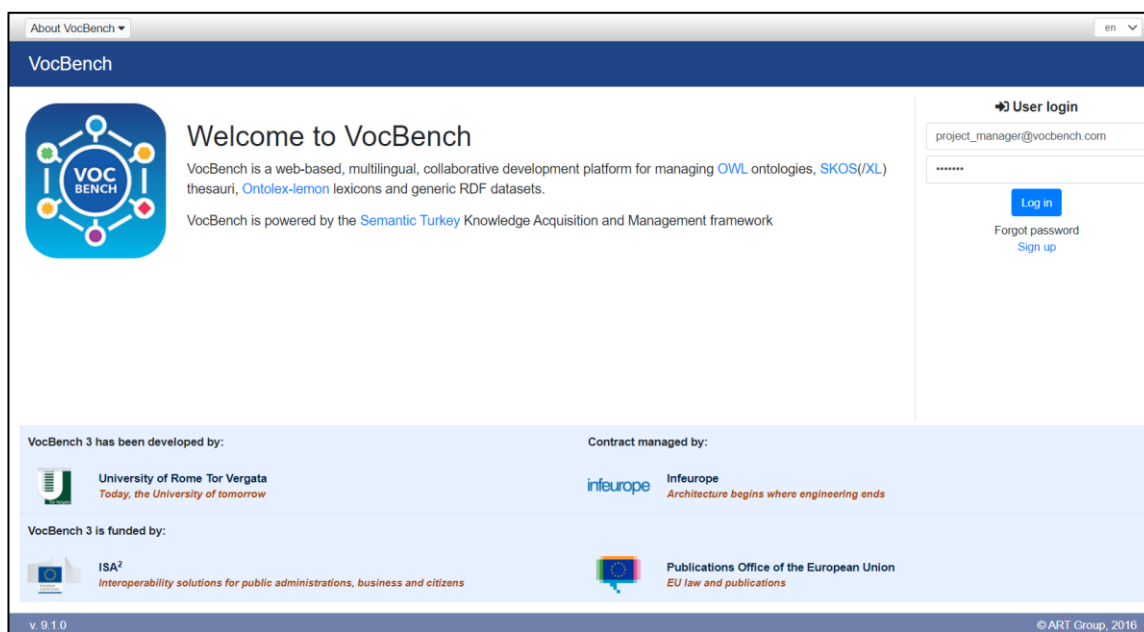 About VocBench
en
VocBench
VOC
BENCH
Welcome to VocBench
VocBench is a web-based, multilingual, collaborative development platform for managing OWL ontologies, SKOS(/XL)
thesauri, Ontolex-lemon lexicons and generic RDF datasets.
VocBench is powered by the Semantic Turkey Knowledge Acquisition and Management framework
User login
project_manager@vocbench.com
•••••••
Log in
Forgot password
Sign up
VocBench 3 has been developed by:
University of Rome Tor Vergata
Today, the University of tomorrow
Contract managed by:
infeurope
Infeurope
Architecture begins where engineering ends
VocBench 3 is funded by:
ISA²
Interoperability solutions for public administrations, business and citizens
Publications Office of the European Union
EU law and publications
v. 9.1.0
© ART Group, 2016